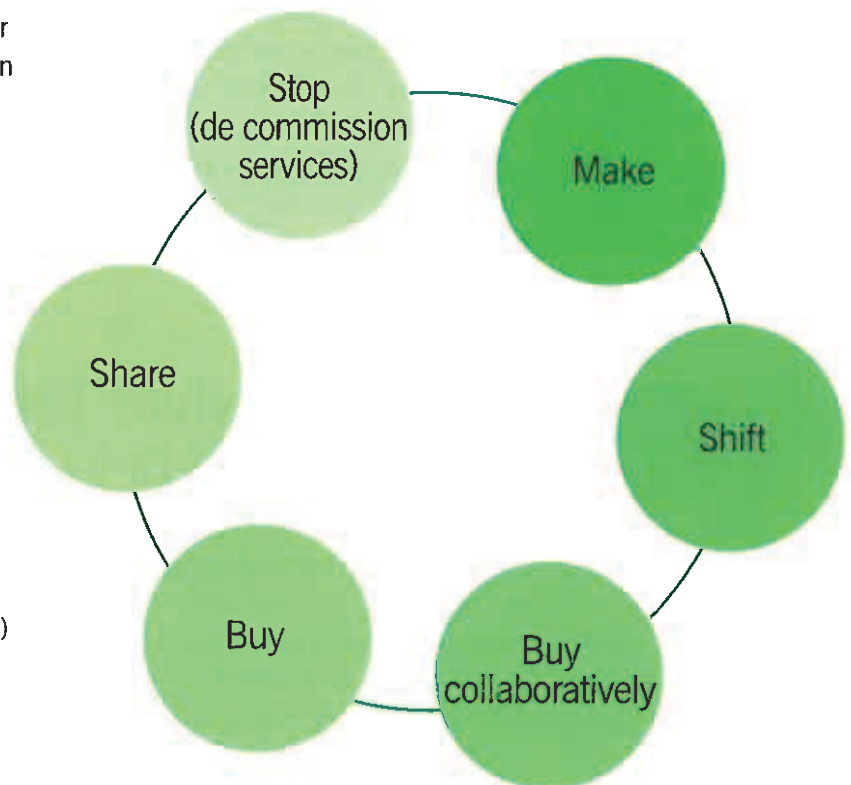 r
n
Stop
(de commission
services)
Make
Share
Shift
)
Buy
Buy
collaboratively